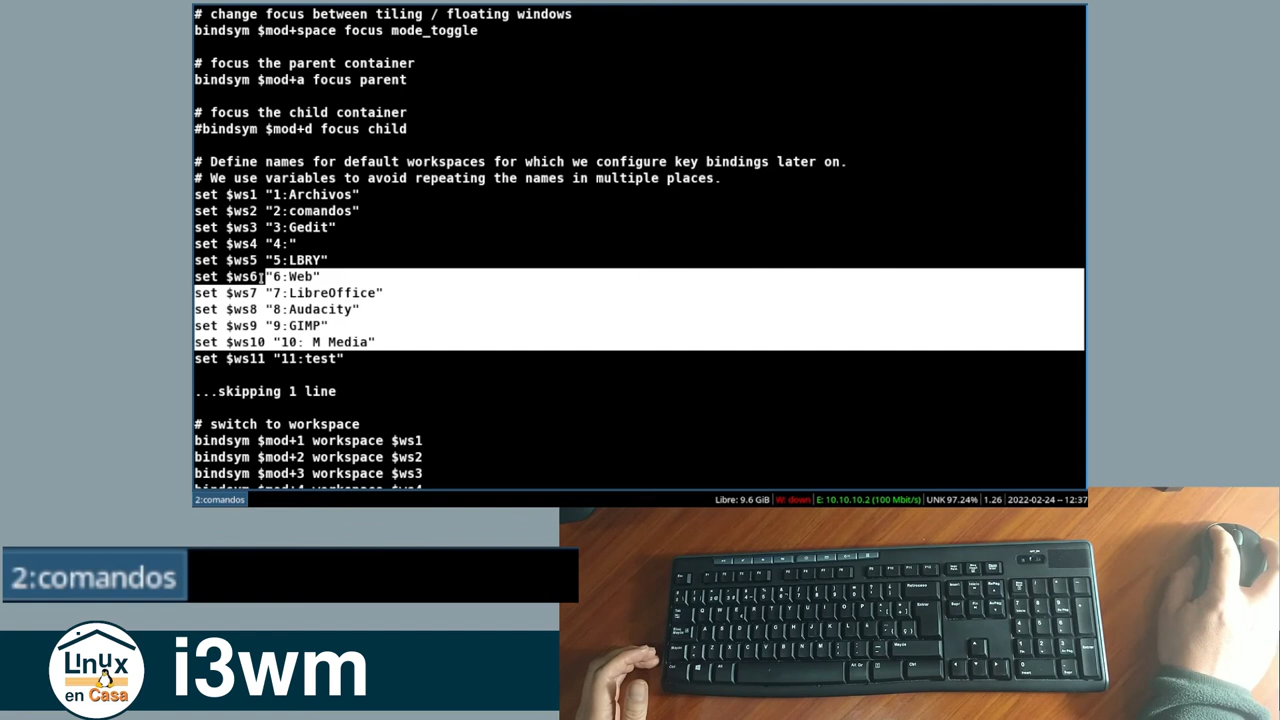 # change focus between tiling / floating windows
bindsym $mod+space focus mode_toggle
# focus the parent container
bindsym $mod+a focus parent
# focus the child container
#bindsym $mod+d focus child
# Define names for default workspaces for which we configure key bindings later on.
# We use variables to avoid repeating the names in multiple places.
set $ws1 "1:Archivos"
set $ws2 "2:comandos"
set $ws3 "3:Gedit"
set $ws4 "4:"
set $ws5 "5:LBRY"
set $ws6 "6:Web"
set $ws7 "7:LibreOffice"
set $ws8 "8:Audacity"
set $ws9 "9:GIMP"
set $ws10 "10: M Media"
set $ws11 "11:test"
...skipping 1 line
# switch to workspace
bindsym $mod+1 workspace $ws1
bindsym $mod+2 workspace $ws2
bindsym $mod+3 workspace $ws3
bindsym $mod+4 workspace $ws4
2:comandos Libre: 9.6 GiB W: down E: 10.10.10.2 (100 Mbit/s) UNK 97.24% 1.26 2022-02-24 -- 12:37
2:comandos
Linux
en Casa
i3wm